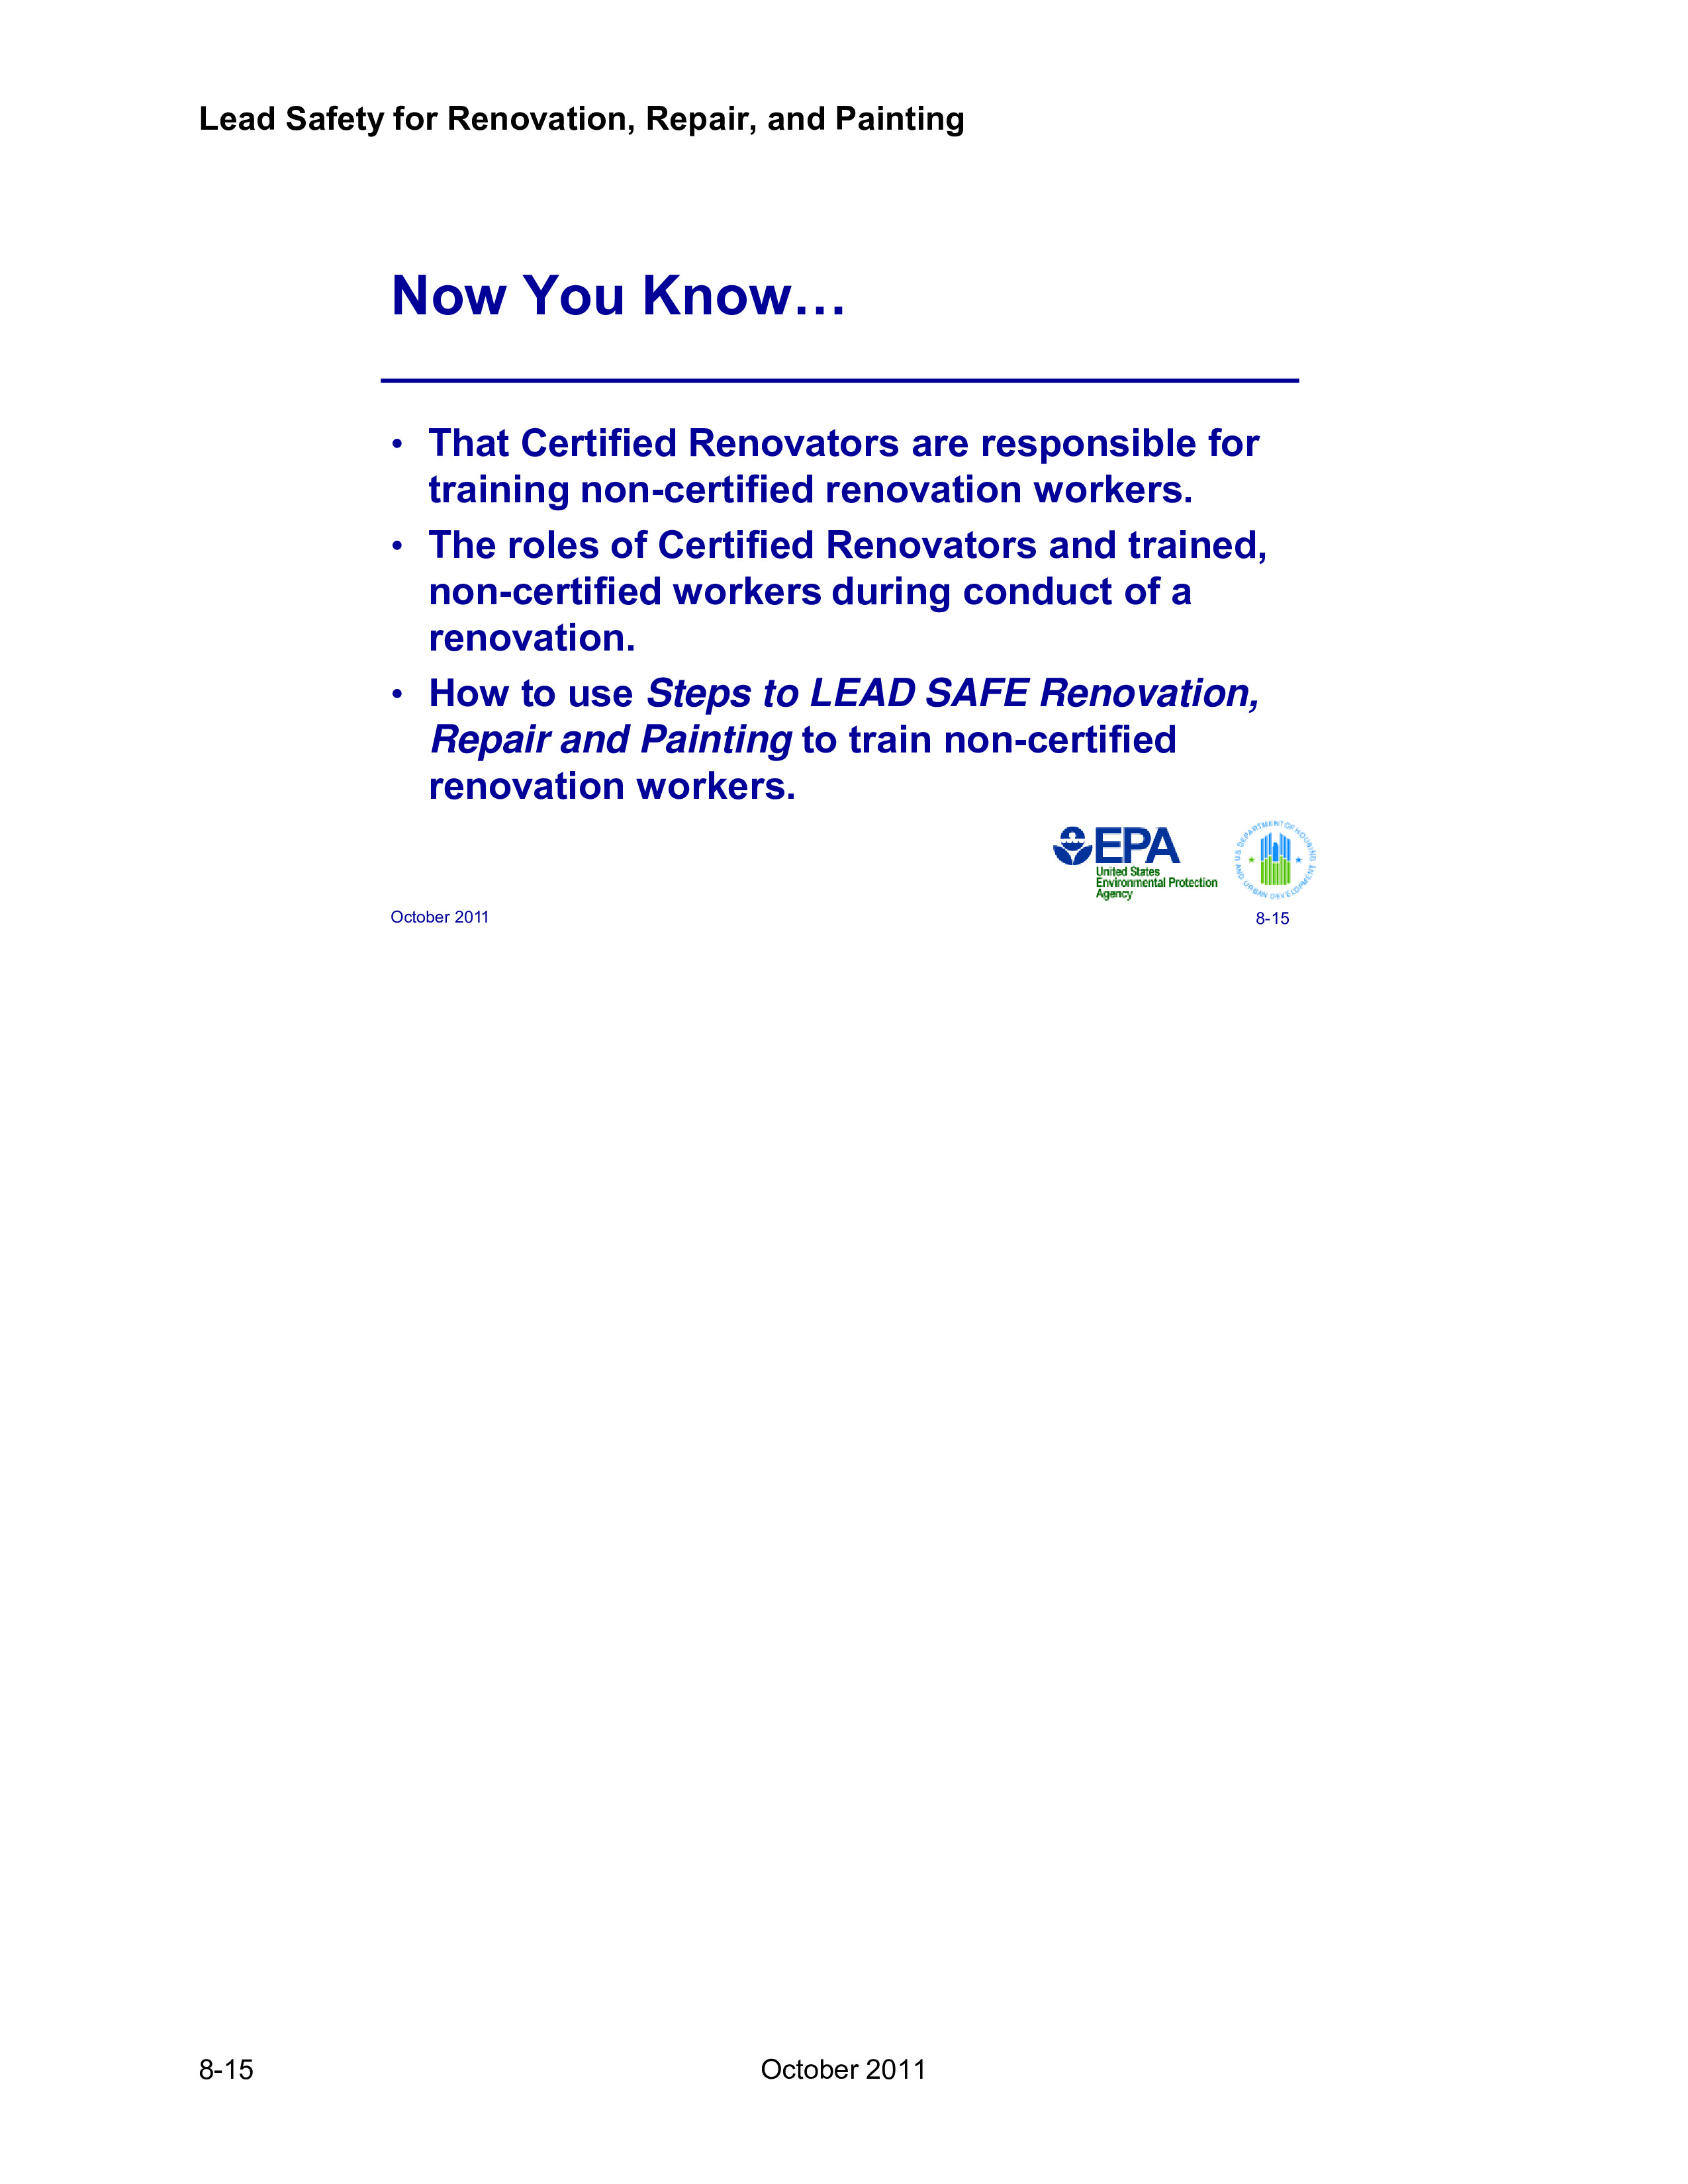 Lead Safety for Renovation, Repair, and Painting
Now You Know…
• That Certified Renovators are responsible for
training non-certified renovation workers.
• The roles of Certified Renovators and trained,
non-certified workers during conduct of a
renovation.
• How to use Steps to LEAD SAFE Renovation,
Repair and Painting to train non-certified
renovation workers.
EPA
United States
Environmental Protection
Agency
U.S. DEPARTMENT OF HOUSING AND URBAN DEVELOPMENT
October 2011
8-15
8-15
October 2011